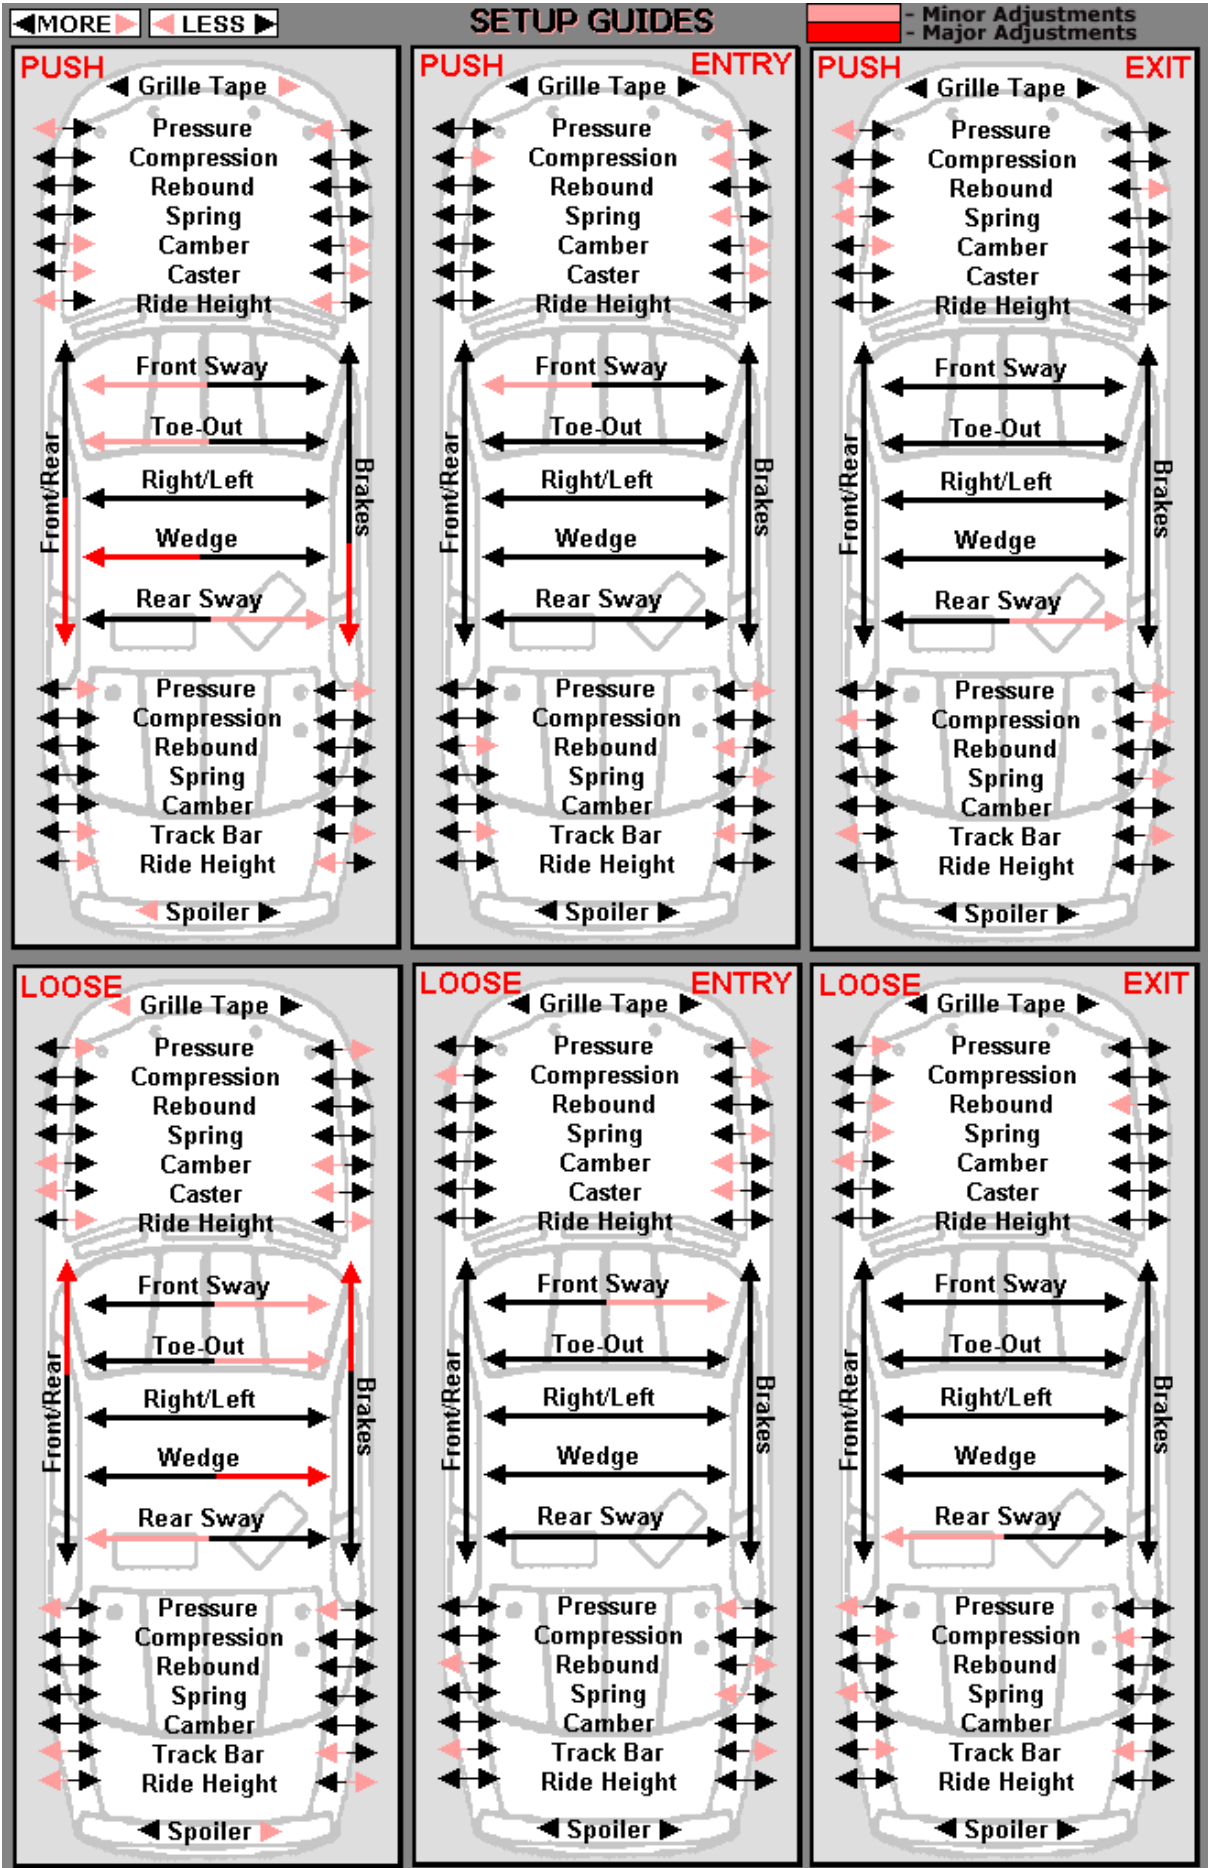 MORE LESS SETUP GUIDES - Minor Adjustments
- Major Adjustments
PUSH
Grille Tape
Pressure
Compression
Rebound
Spring
Camber
Caster
Ride Height
Front Sway
Toe-Out
Right/Left
Front/Rear
Brakes
Wedge
Rear Sway
Pressure
Compression
Rebound
Spring
Camber
Track Bar
Ride Height
Spoiler
PUSH ENTRY
Grille Tape
Pressure
Compression
Rebound
Spring
Camber
Caster
Ride Height
Front Sway
Toe-Out
Right/Left
Front/Rear
Brakes
Wedge
Rear Sway
Pressure
Compression
Rebound
Spring
Camber
Track Bar
Ride Height
Spoiler
PUSH EXIT
Grille Tape
Pressure
Compression
Rebound
Spring
Camber
Caster
Ride Height
Front Sway
Toe-Out
Right/Left
Front/Rear
Brakes
Wedge
Rear Sway
Pressure
Compression
Rebound
Spring
Camber
Track Bar
Ride Height
Spoiler
LOOSE
Grille Tape
Pressure
Compression
Rebound
Spring
Camber
Caster
Ride Height
Front Sway
Toe-Out
Right/Left
Front/Rear
Brakes
Wedge
Rear Sway
Pressure
Compression
Rebound
Spring
Camber
Track Bar
Ride Height
Spoiler
LOOSE ENTRY
Grille Tape
Pressure
Compression
Rebound
Spring
Camber
Caster
Ride Height
Front Sway
Toe-Out
Right/Left
Front/Rear
Brakes
Wedge
Rear Sway
Pressure
Compression
Rebound
Spring
Camber
Track Bar
Ride Height
Spoiler
LOOSE EXIT
Grille Tape
Pressure
Compression
Rebound
Spring
Camber
Caster
Ride Height
Front Sway
Toe-Out
Right/Left
Front/Rear
Brakes
Wedge
Rear Sway
Pressure
Compression
Rebound
Spring
Camber
Track Bar
Ride Height
Spoiler